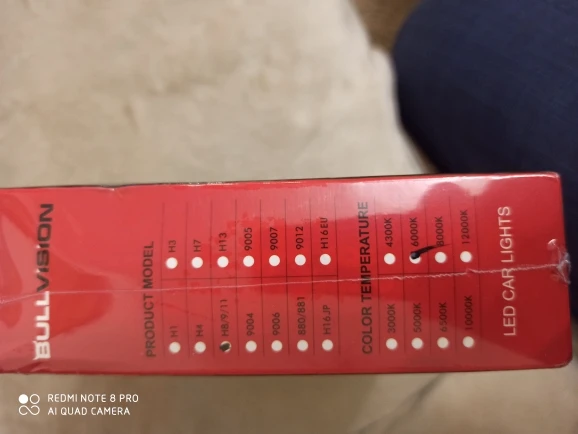 BULLVISION
PRODUCT MODEL
H1 H3
H4 H7
H8/9/11 H13
9004 9005
9006 9007
880/881 9012
H16JP H16EU
COLOR TEMPERATURE
3000K 4300K
5000K 6000K
6500K 8000K
10000K 12000K
LED CAR LIGHTS
REDMI NOTE 8 PRO
AI QUAD CAMERA